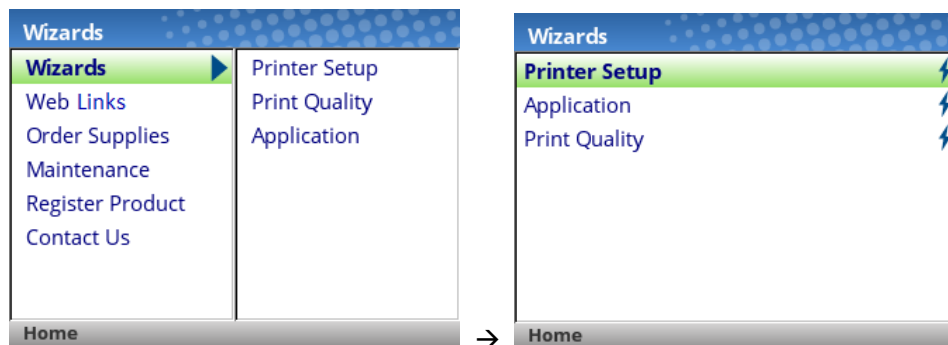 Wizards
Wizards
Web Links
Order Supplies
Maintenance
Register Product
Contact Us
Printer Setup
Print Quality
Application
Home
→
Wizards
Printer Setup
Application
Print Quality
Home